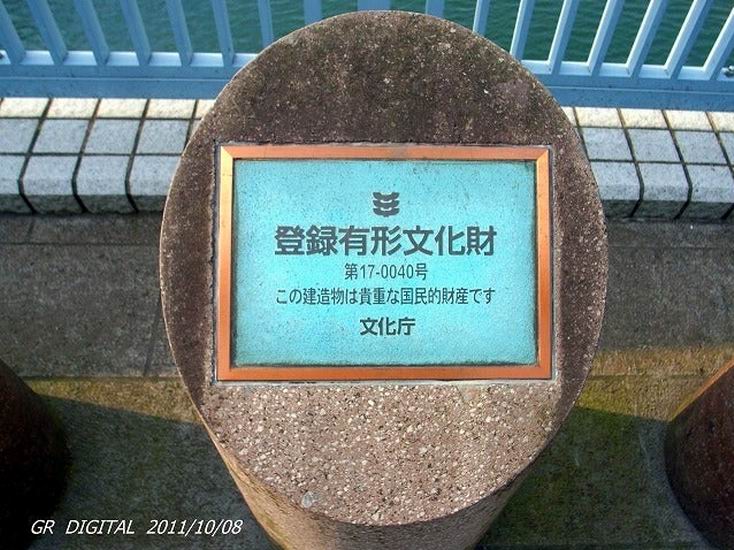 登録有形文化財
第17-0040号
この建造物は貴重な国民的財産です
文化庁
GR DIGITAL 2011/10/08